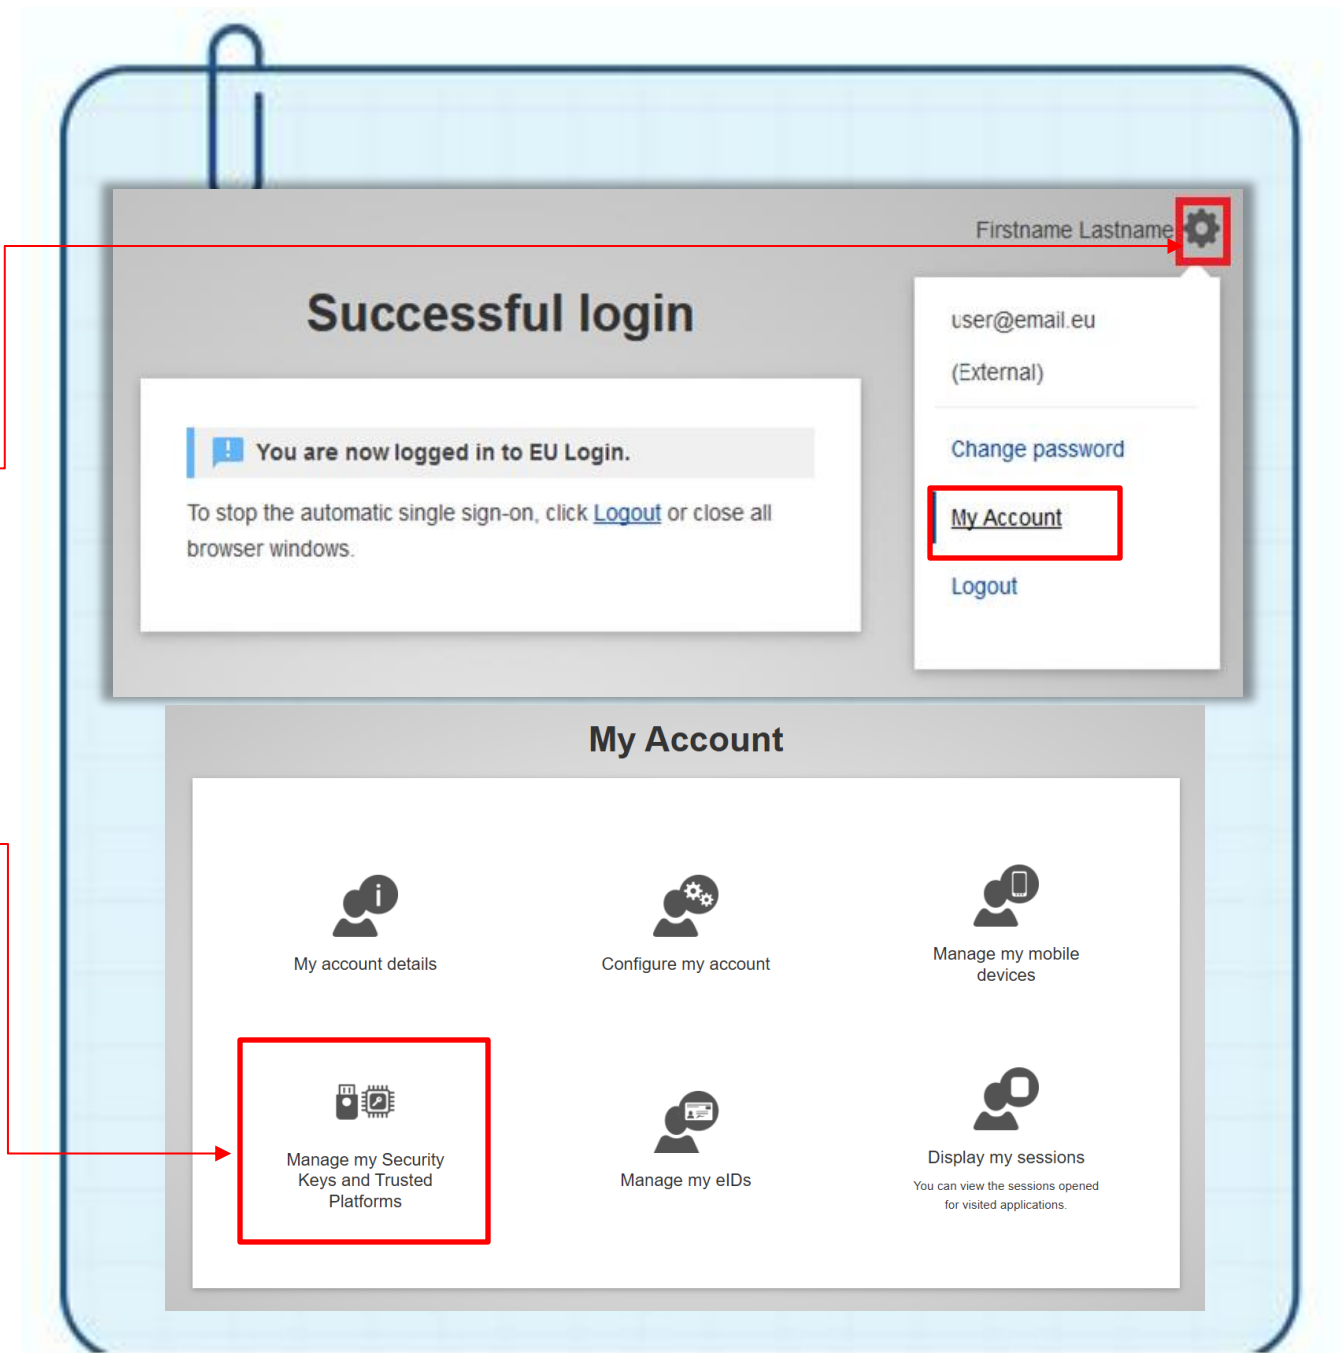 Firstname Lastname
Successful login
user@email.eu
(External)
You are now logged in to EU Login.
Change password
To stop the automatic single sign-on, click Logout or close all
browser windows.
My Account
Logout
My Account
My account details
Configure my account
Manage my mobile
devices
Manage my Security
Keys and Trusted
Platforms
Manage my eIDs
Display my sessions
You can view the sessions opened
for visited applications.